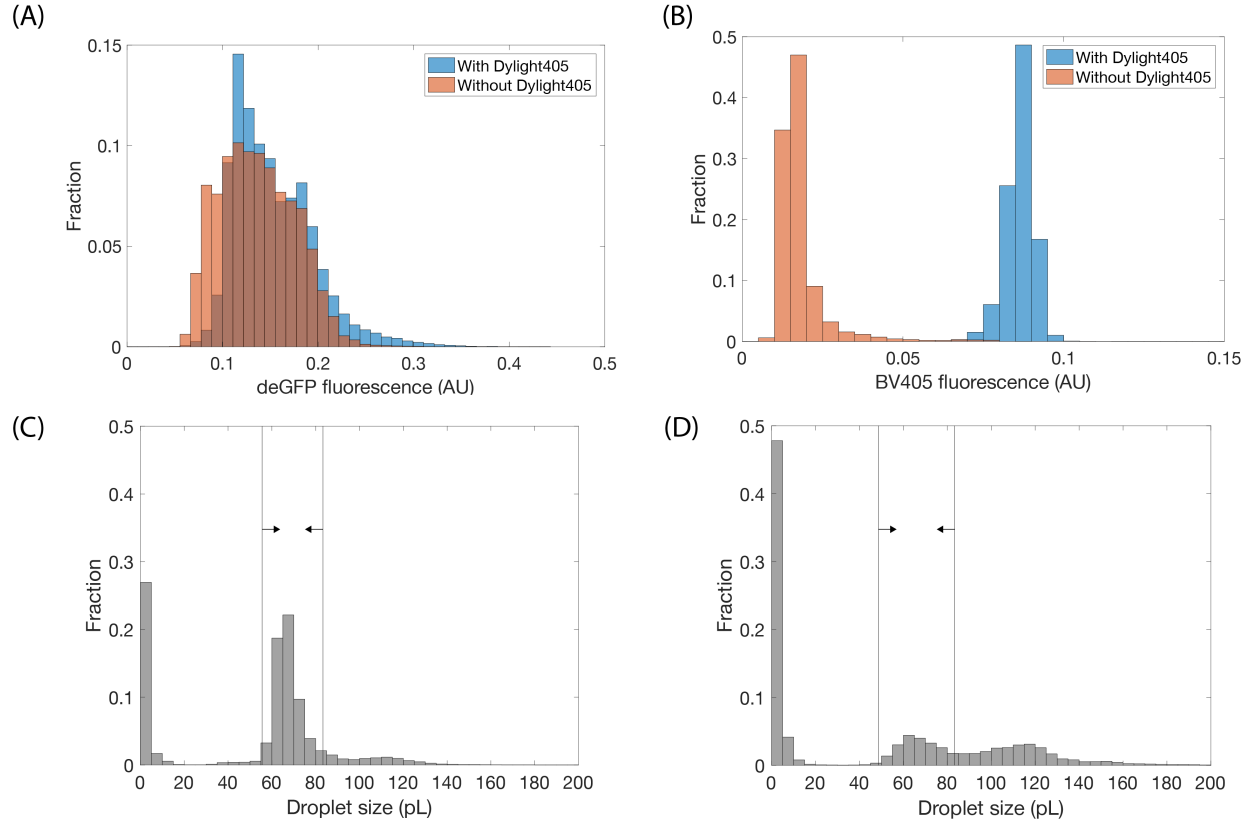 (A)
0.15
0.1
0.05
0
Fraction
With Dylight405
Without Dylight405
0 0.1 0.2 0.3 0.4 0.5
deGFP fluorescence (AU)
(B)
0.5
0.4
0.3
0.2
0.1
0
Fraction
With Dylight405
Without Dylight405
0 0.05 0.1 0.15
BV405 fluorescence (AU)
(C)
0.5
0.4
0.3
0.2
0.1
0
Fraction
0 20 40 60 80 100 120 140 160 180 200
Droplet size (pL)
(D)
0.5
0.4
0.3
0.2
0.1
0
Fraction
0 20 40 60 80 100 120 140 160 180 200
Droplet size (pL)